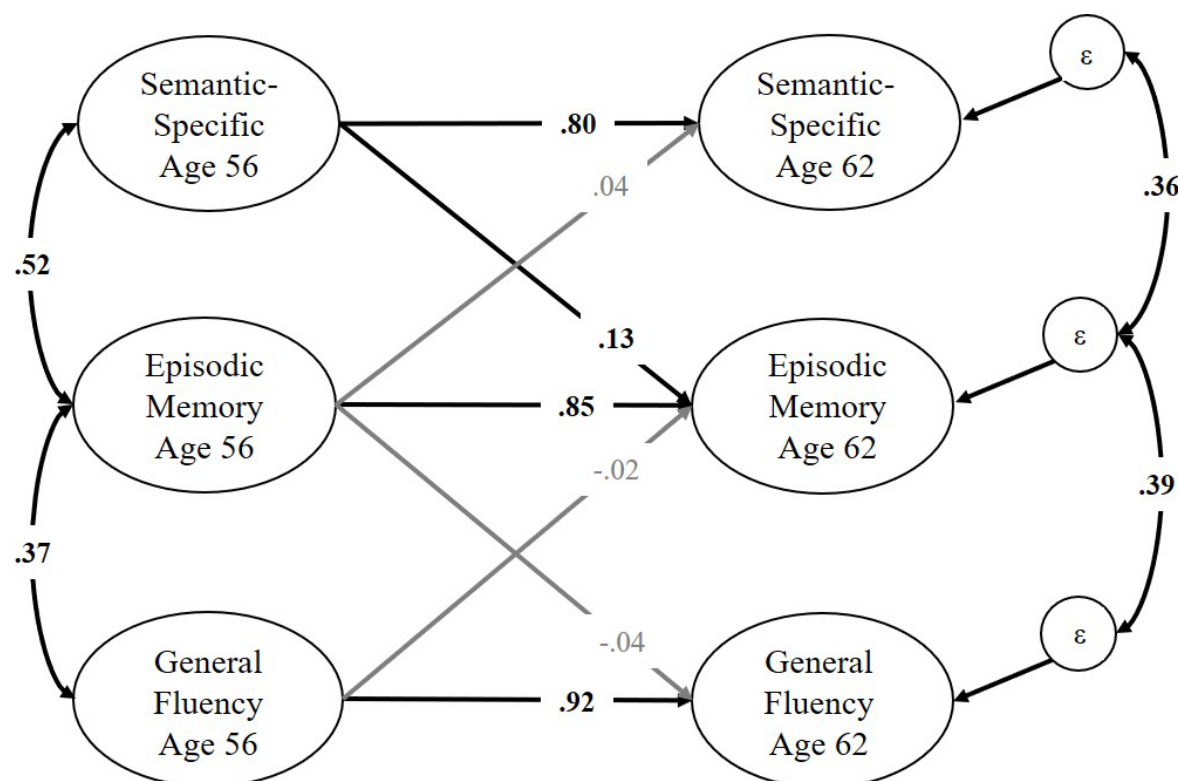 Semantic-
Specific
Age 56
.80
Semantic-
Specific
Age 62
ε
.04
.36
.52
.13
Episodic
Memory
Age 56
.85
Episodic
Memory
Age 62
ε
-.02
.39
.37
-.04
General
Fluency
Age 56
.92
General
Fluency
Age 62
ε